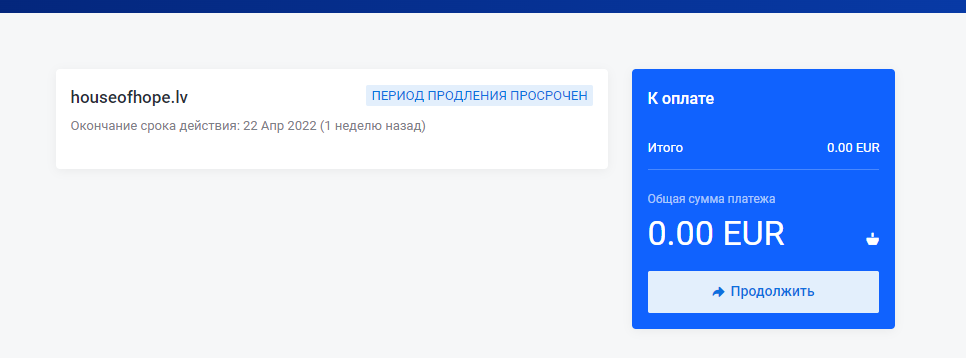 houseofhope.lv
ПЕРИОД ПРОДЛЕНИЯ ПРОСРОЧЕН
Окончание срока действия: 22 Апр 2022 (1 неделю назад)
К оплате
Итого 0.00 EUR
Общая сумма платежа
0.00 EUR
Продолжить